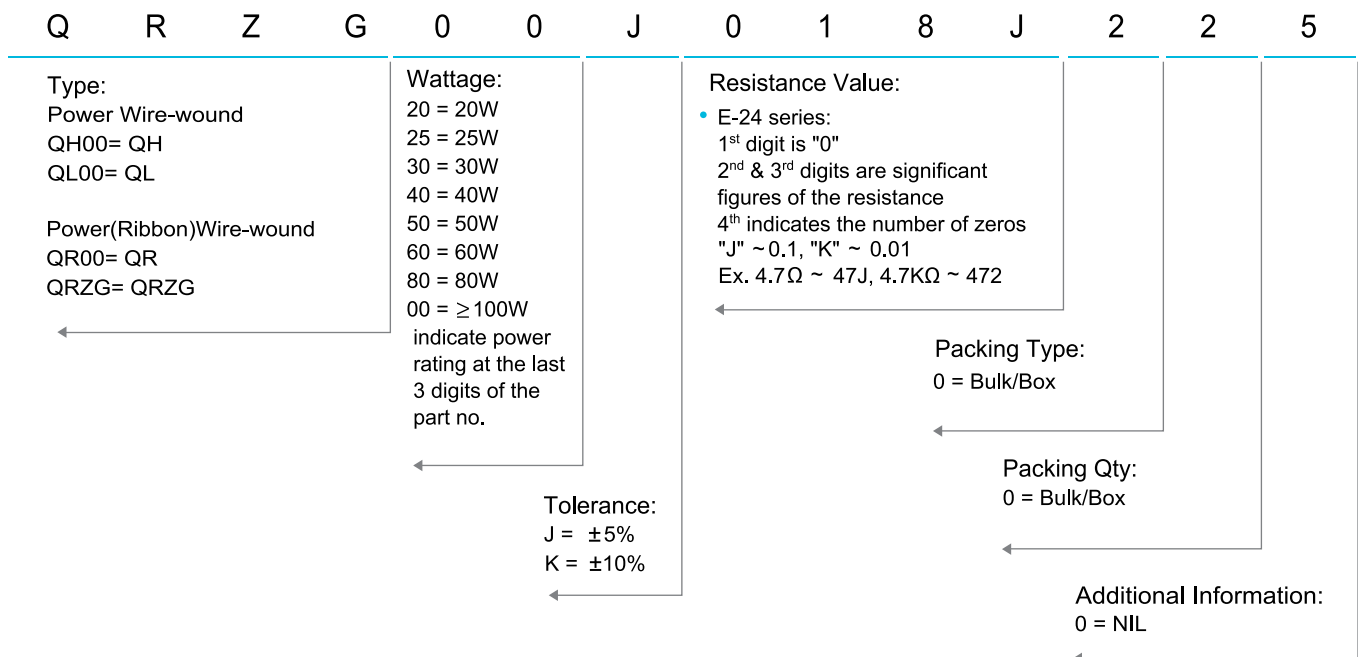 Q R Z G 0 0 J 0 1 8 J 2 2 5
Type:
Power Wire-wound
QH00= QH
QL00= QL
Power(Ribbon)Wire-wound
QR00= QR
QRZG= QRZG
Wattage:
20 = 20W
25 = 25W
30 = 30W
40 = 40W
50 = 50W
60 = 60W
80 = 80W
00 = ≥100W
indicate power
rating at the last
3 digits of the
part no.
Tolerance:
J = ±5%
K = ±10%
Resistance Value:
• E-24 series:
1st digit is "0"
2nd & 3rd digits are significant
figures of the resistance
4th indicates the number of zeros
"J" ~0.1, "K" ~ 0.01
Ex. 4.7Ω ~ 47J, 4.7KΩ ~ 472
Packing Type:
0 = Bulk/Box
Packing Qty:
0 = Bulk/Box
Additional Information:
0 = NIL